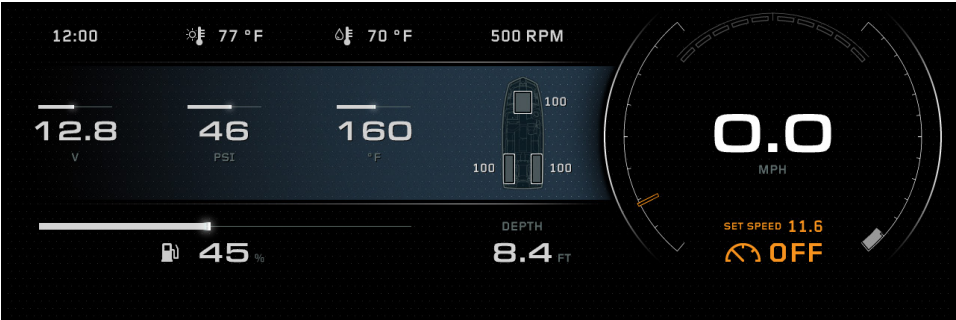 12:00 77 °F 70 °F 500 RPM
100
12.8 46 160
V PSI °F
100 100
0.0
MPH
DEPTH
45 % 8.4 FT
SET SPEED 11.6
OFF